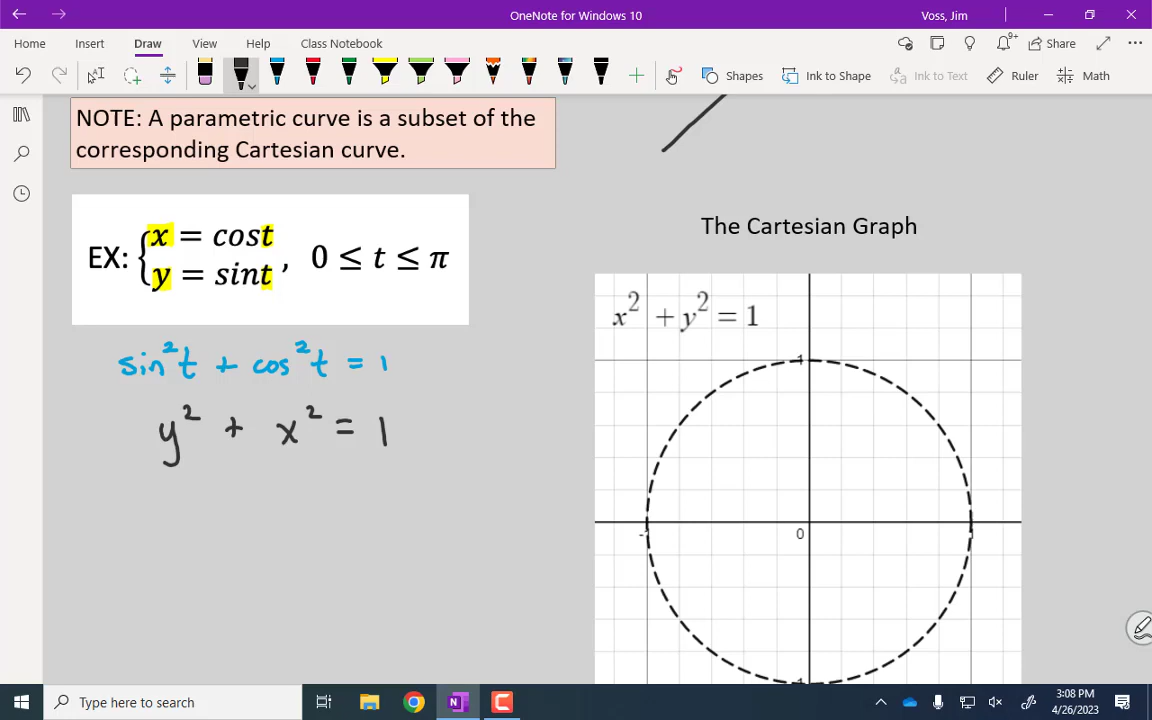 OneNote for Windows 10
Voss, Jim
Home Insert Draw View Help Class Notebook
9+ Share
Shapes Ink to Shape Ink to Text Ruler Math
NOTE: A parametric curve is a subset of the
corresponding Cartesian curve.
The Cartesian Graph
EX: { x = cost
y = sint , 0 ≤ t ≤ π
x² + y² = 1
sin²t + cos²t = 1
1
y² + x² = 1
0
Type here to search
3:08 PM
4/26/2023